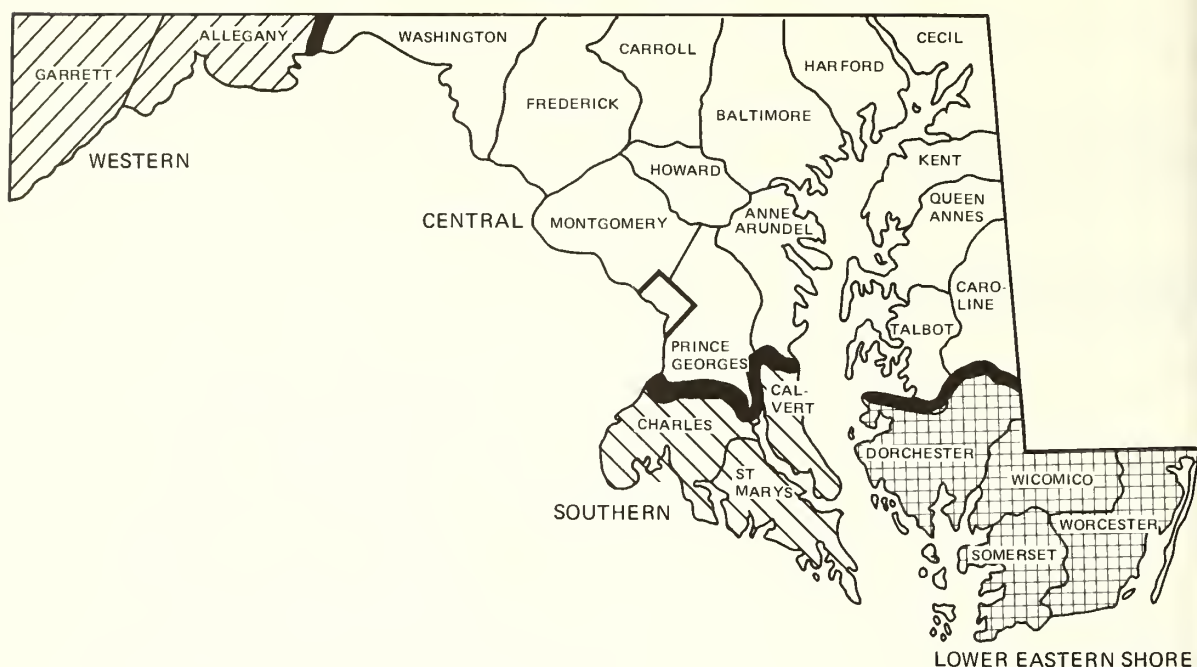 GARRETT
ALLEGANY
WASHINGTON
FREDERICK
CARROLL
BALTIMORE
HARFORD
CECIL
WESTERN
CENTRAL
MONTGOMERY
HOWARD
ANNE
ARUNDEL
KENT
QUEEN
ANNES
CARO-
LINE
TALBOT
PRINCE
GEORGES
CAL-
VERT
CHARLES
ST
MARYS
SOUTHERN
DORCHESTER
WICOMICO
WORCESTER
SOMERSET
LOWER EASTERN SHORE